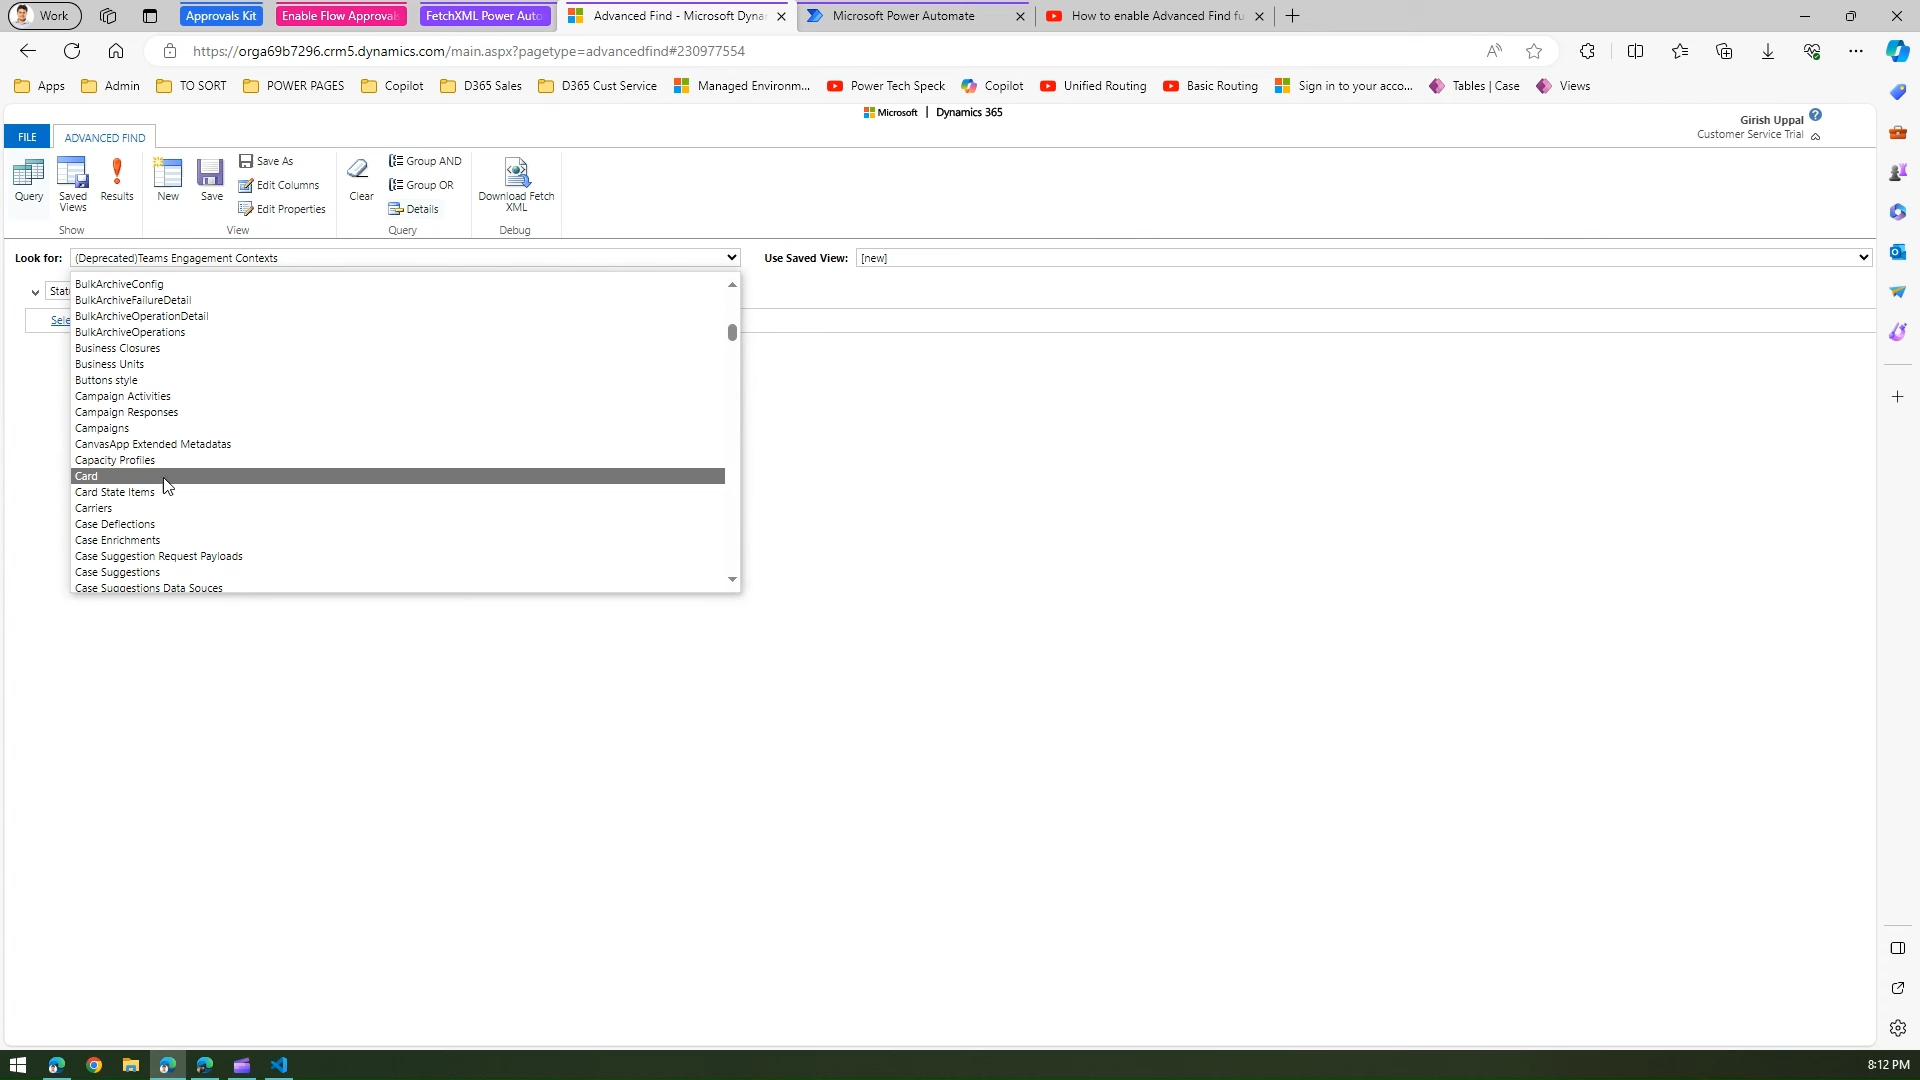 Work
Approvals Kit
Enable Flow Approvals
FetchXML Power Auto
Advanced Find - Microsoft Dyna
Microsoft Power Automate
How to enable Advanced Find fu
https://orga69b7296.crm5.dynamics.com/main.aspx?pagetype=advancedfind#230977554
Apps
Admin
TO SORT
POWER PAGES
Copilot
D365 Sales
D365 Cust Service
Managed Environm...
Power Tech Speck
Copilot
Unified Routing
Basic Routing
Sign in to your acco...
Tables | Case
Views
Microsoft | Dynamics 365
Girish Uppal
Customer Service Trial
FILE
ADVANCED FIND
Query
Saved Views
Results
Show
New
Save
Save As
Edit Columns
Edit Properties
View
Clear
[= Group AND
[= Group OR
Details
Query
Download Fetch XML
Debug
Look for:
(Deprecated)Teams Engagement Contexts
Use Saved View:
[new]
Stat
Sele
BulkArchiveConfig
BulkArchiveFailureDetail
BulkArchiveOperationDetail
BulkArchiveOperations
Business Closures
Business Units
Buttons style
Campaign Activities
Campaign Responses
Campaigns
CanvasApp Extended Metadatas
Capacity Profiles
Card
Card State Items
Carriers
Case Deflections
Case Enrichments
Case Suggestion Request Payloads
Case Suggestions
Case Suggestions Data Souces
8:12 PM